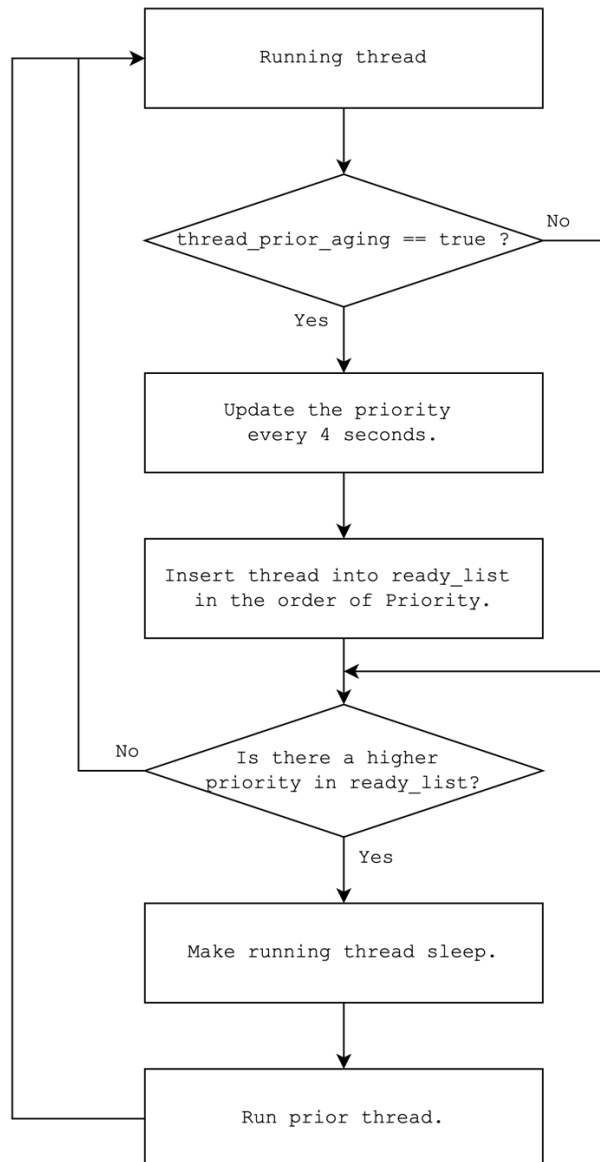 Running thread
thread_prior_aging == true ?
No
Yes
Update the priority
every 4 seconds.
Insert thread into ready_list
in the order of Priority.
No
Is there a higher
priority in ready_list?
Yes
Make running thread sleep.
Run prior thread.